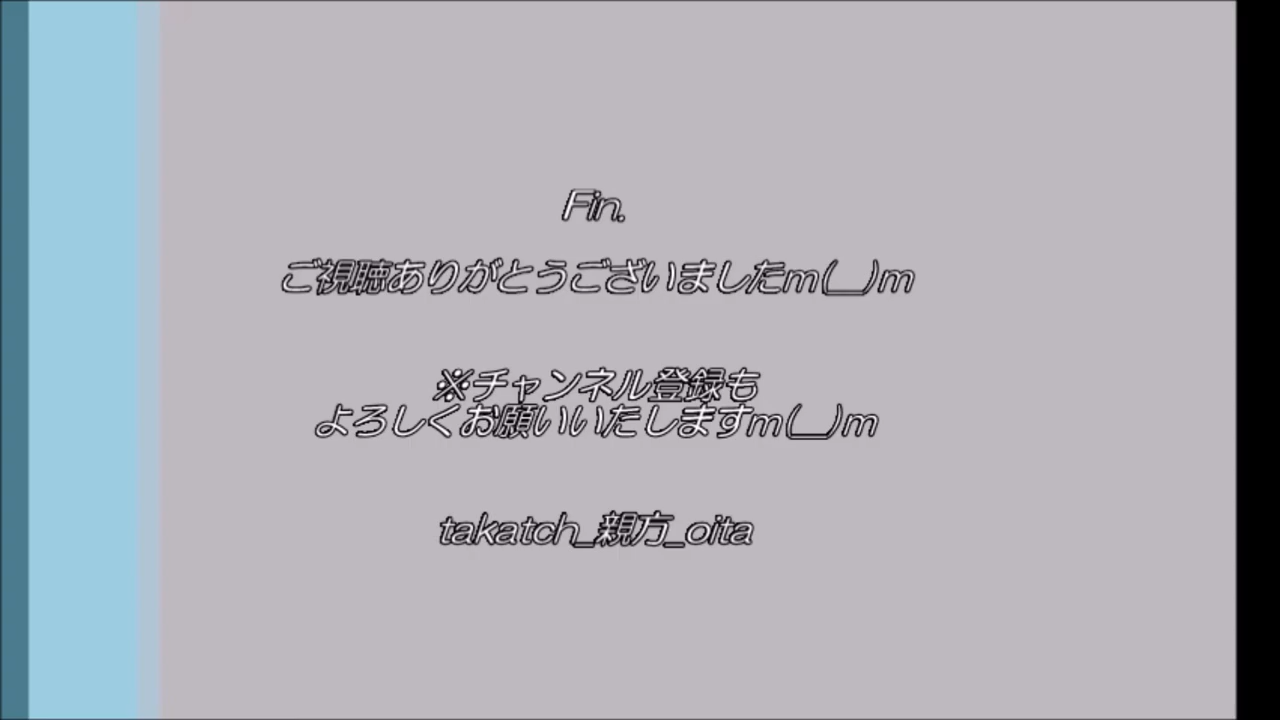 Fin.
ご視聴ありがとうございましたm(__)m
※チャンネル登録も
よろしくお願いいたしますm(__)m
takatch_親方_oita